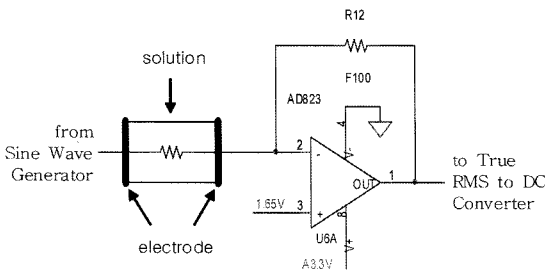 R12
solution
F100
AD823
from
Sine Wave
Generator
2
-
4
V-
OUT
1
to True
RMS to DC
Converter
1.65V
3
+
8
V+
U6A
electrode
A3.3V